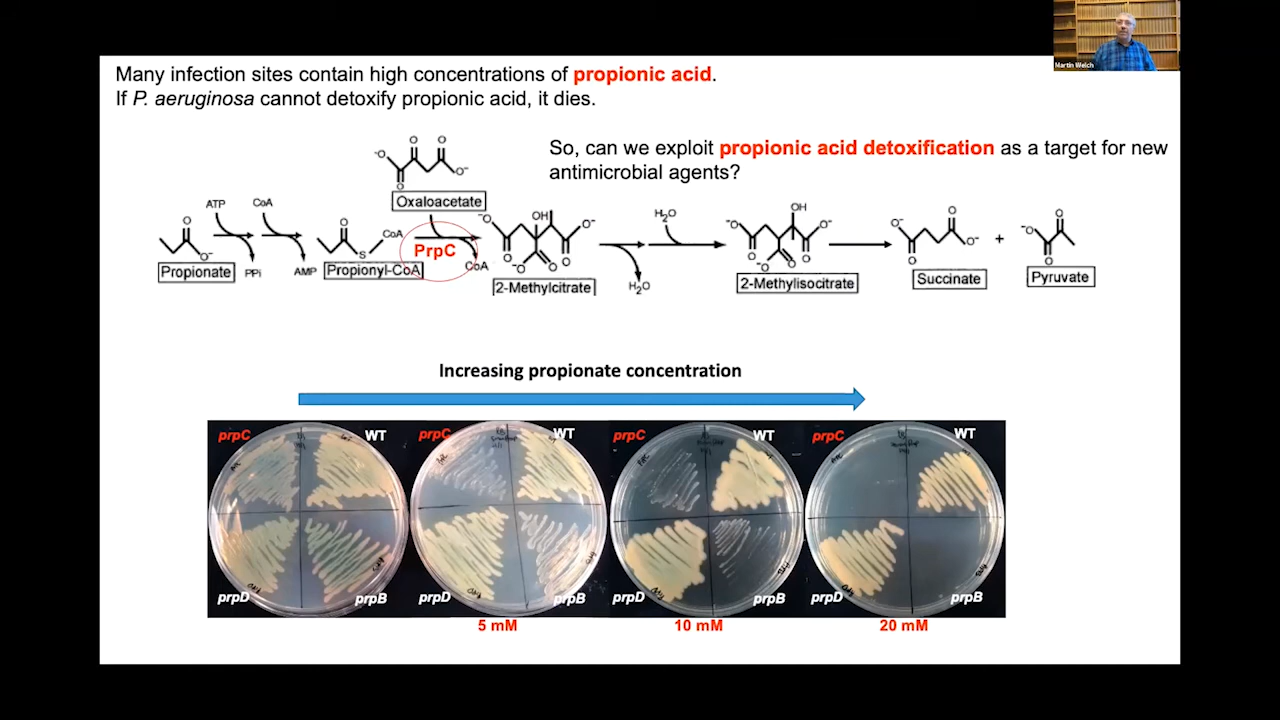 Martin Welch
Many infection sites contain high concentrations of propionic acid.
If P. aeruginosa cannot detoxify propionic acid, it dies.
So, can we exploit propionic acid detoxification as a target for new
antimicrobial agents?
Oxaloacetate
ATP
CoA
CoA
PrpC
CoA
H₂O
OH
OH
Propionate
PPi
AMP
Propionyl-CoA
2-Methylcitrate
H₂O
2-Methylisocitrate
Succinate
+
Pyruvate
Increasing propionate concentration
prpC
WT
prpC
WT
prpC
WT
prpC
WT
prpD
prpB
prpD
prpB
prpD
prpB
prpD
prpB
5 mM
10 mM
20 mM